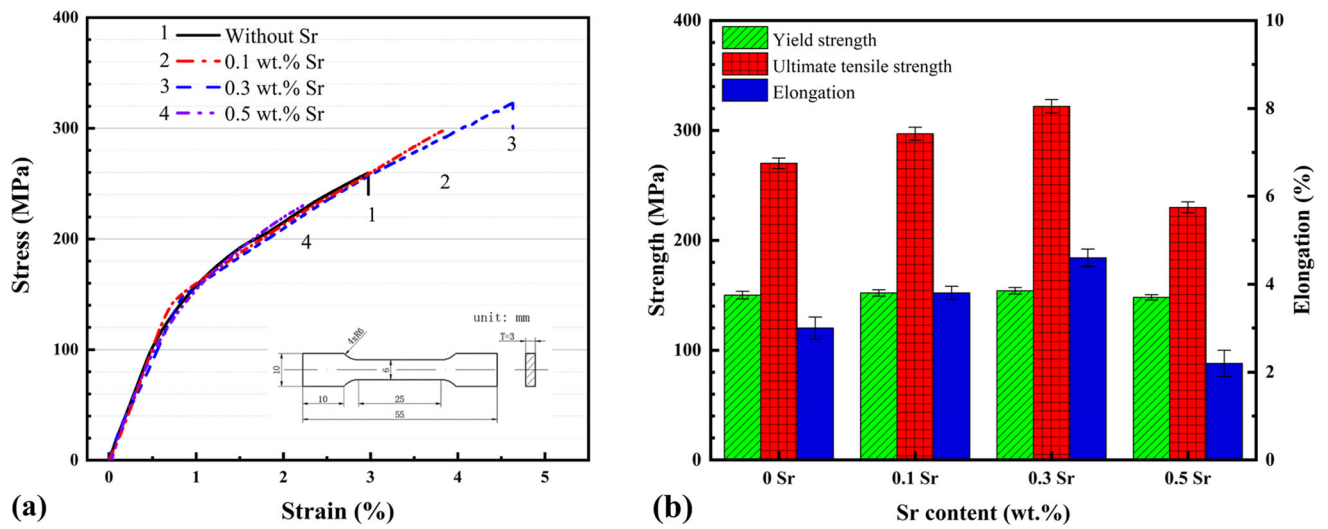 400
300
200
100
0
Stress (MPa)
1 Without Sr
2 0.1 wt.% Sr
3 0.3 wt.% Sr
4 0.5 wt.% Sr
3
2
1
4
unit: mm
4xR6
T=3
10
6
10
25
55
0 1 2 3 4 5
(a)
Strain (%)
400
300
200
100
0
Strength (MPa)
Yield strength
Ultimate tensile strength
Elongation
10
8
6
4
2
0
Elongation (%)
0 Sr 0.1 Sr 0.3 Sr 0.5 Sr
(b)
Sr content (wt.%)